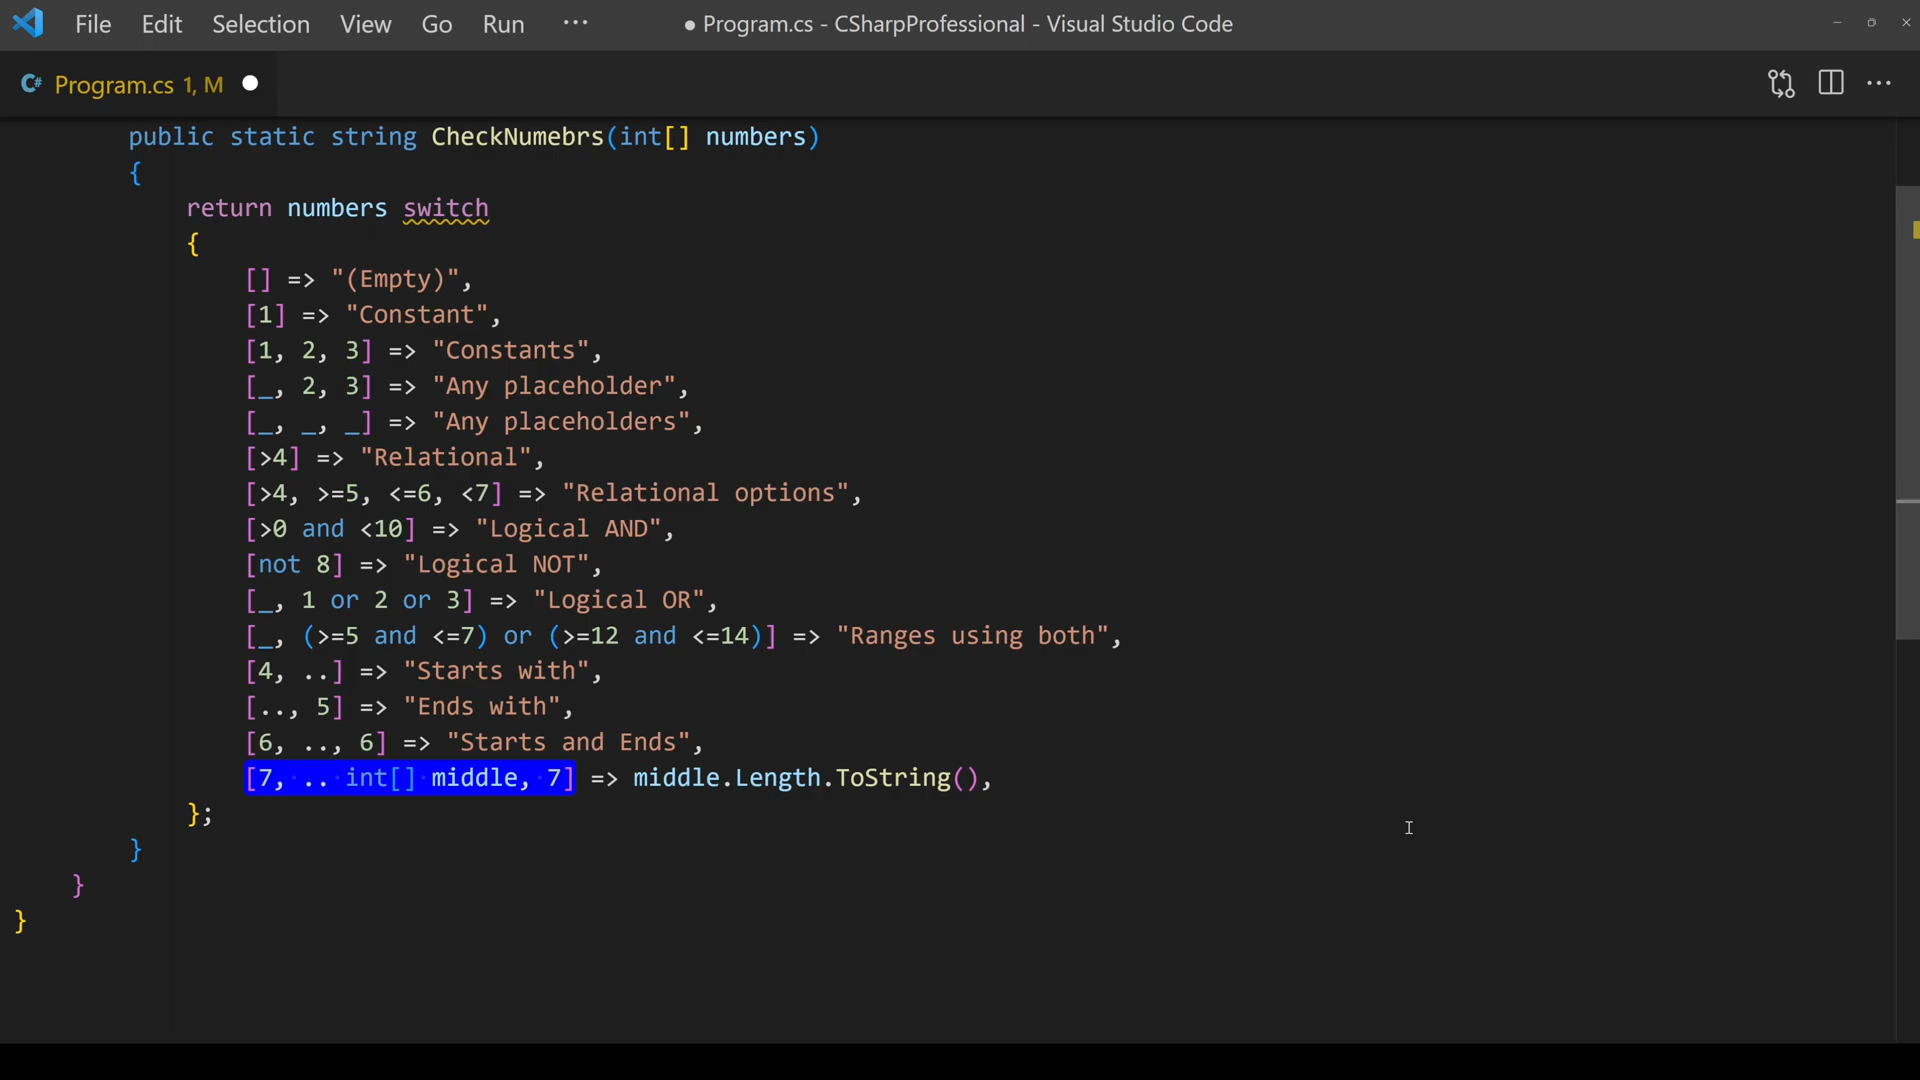 File Edit Selection View Go Run ··· ● Program.cs - CSharpProfessional - Visual Studio Code
C# Program.cs 1, M
public static string CheckNumebrs(int[] numbers)
{
return numbers switch
{
[] => "(Empty)",
[1] => "Constant",
[1, 2, 3] => "Constants",
[_, 2, 3] => "Any placeholder",
[_, _, _] => "Any placeholders",
[>4] => "Relational",
[>4, >=5, <=6, <7] => "Relational options",
[>0 and <10] => "Logical AND",
[not 8] => "Logical NOT",
[_, 1 or 2 or 3] => "Logical OR",
[_, (>=5 and <=7) or (>=12 and <=14)] => "Ranges using both",
[4, ..] => "Starts with",
[.., 5] => "Ends with",
[6, .., 6] => "Starts and Ends",
[7, .. int[] middle, 7] => middle.Length.ToString(),
};
}
}
}